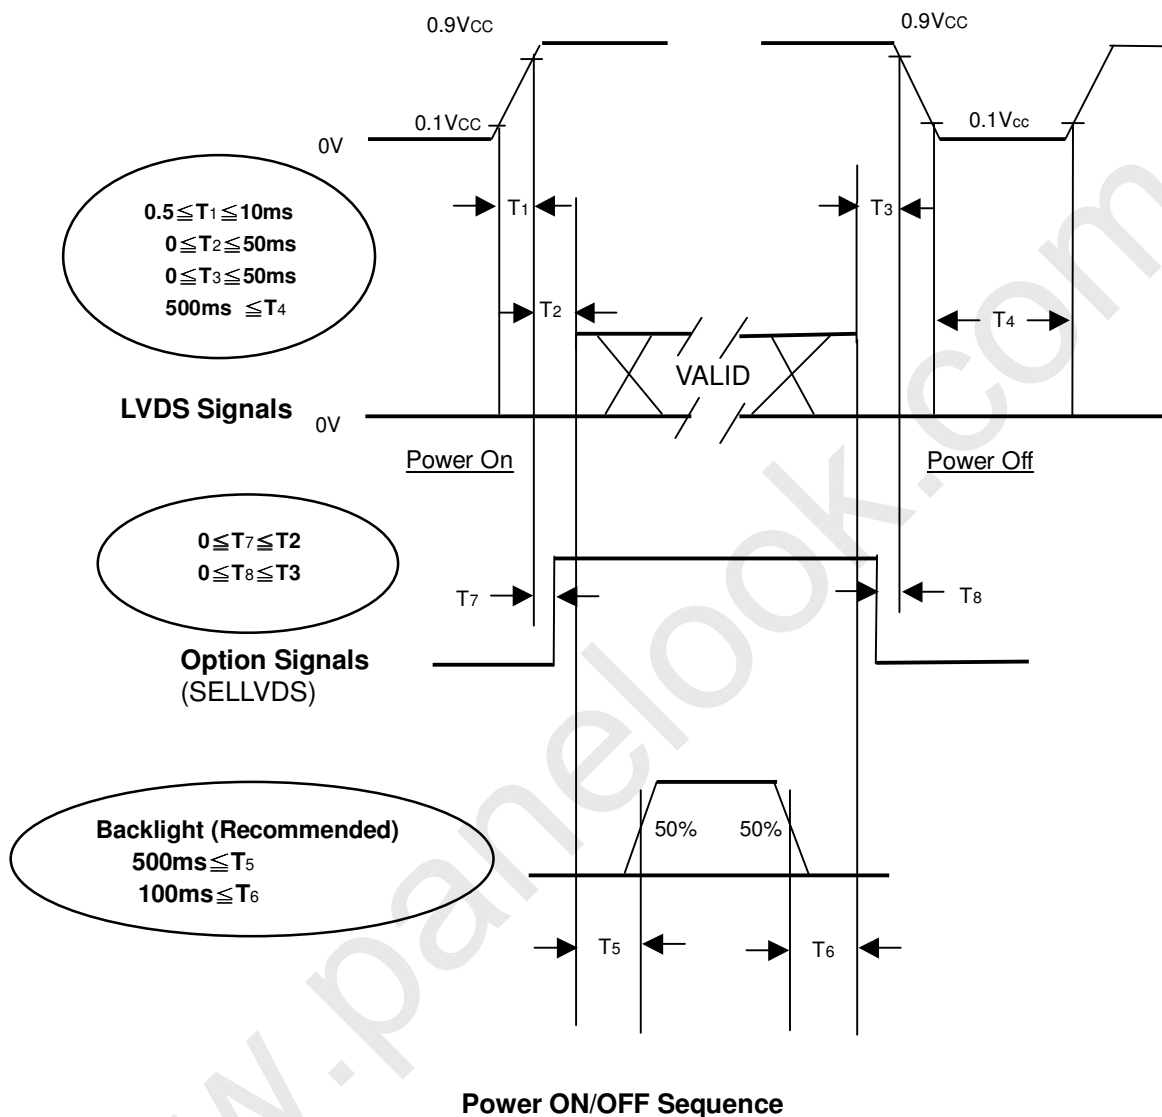 0.9VCC
0.9VCC
0.1VCC
0.1Vcc
0V
0.5≦T1≦10ms
0≦T2≦50ms
0≦T3≦50ms
500ms ≦T4
T1
T3
T2
T4
VALID
LVDS Signals
0V
Power On
Power Off
0≦T7≦T2
0≦T8≦T3
T7
T8
Option Signals
(SELLVDS)
Backlight (Recommended)
500ms≦T5
100ms≦T6
50%
50%
T5
T6
Power ON/OFF Sequence
w.panelook.com